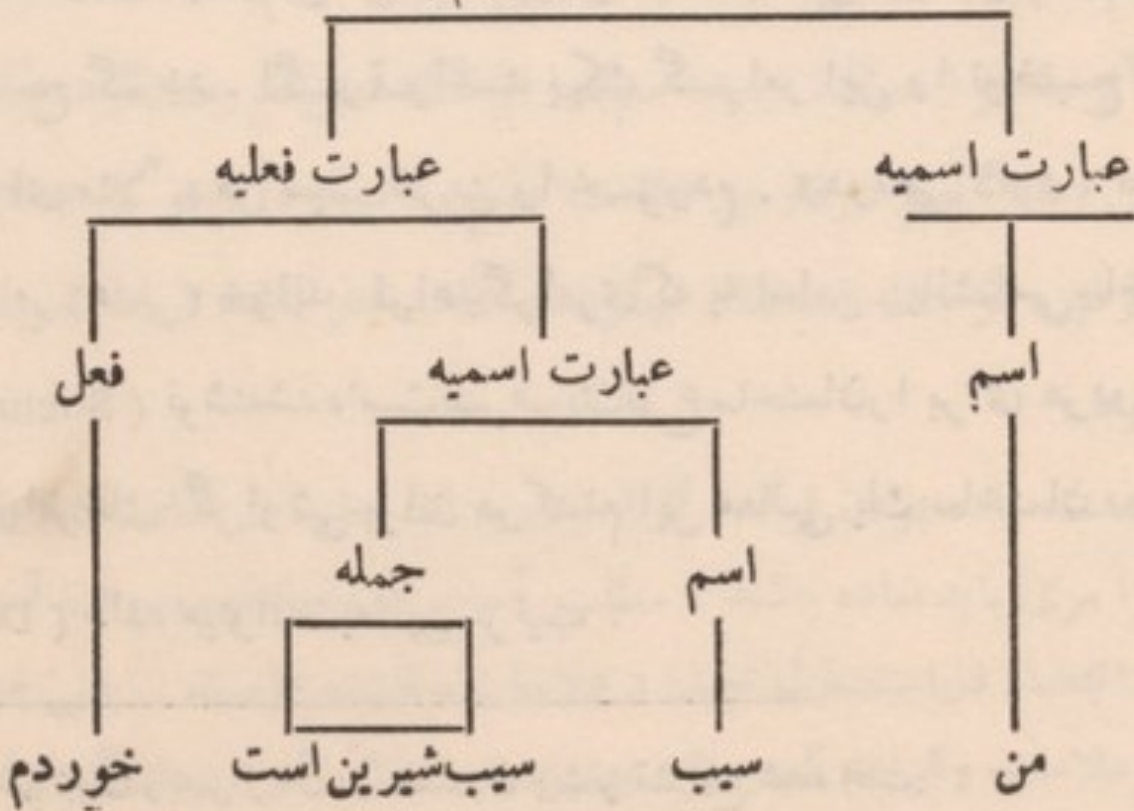 عبارت اسمیه عبارت فعلیه
اسم عبارت اسمیه فعل
اسم جمله
من سیب سیب‌شیرین است خوردم